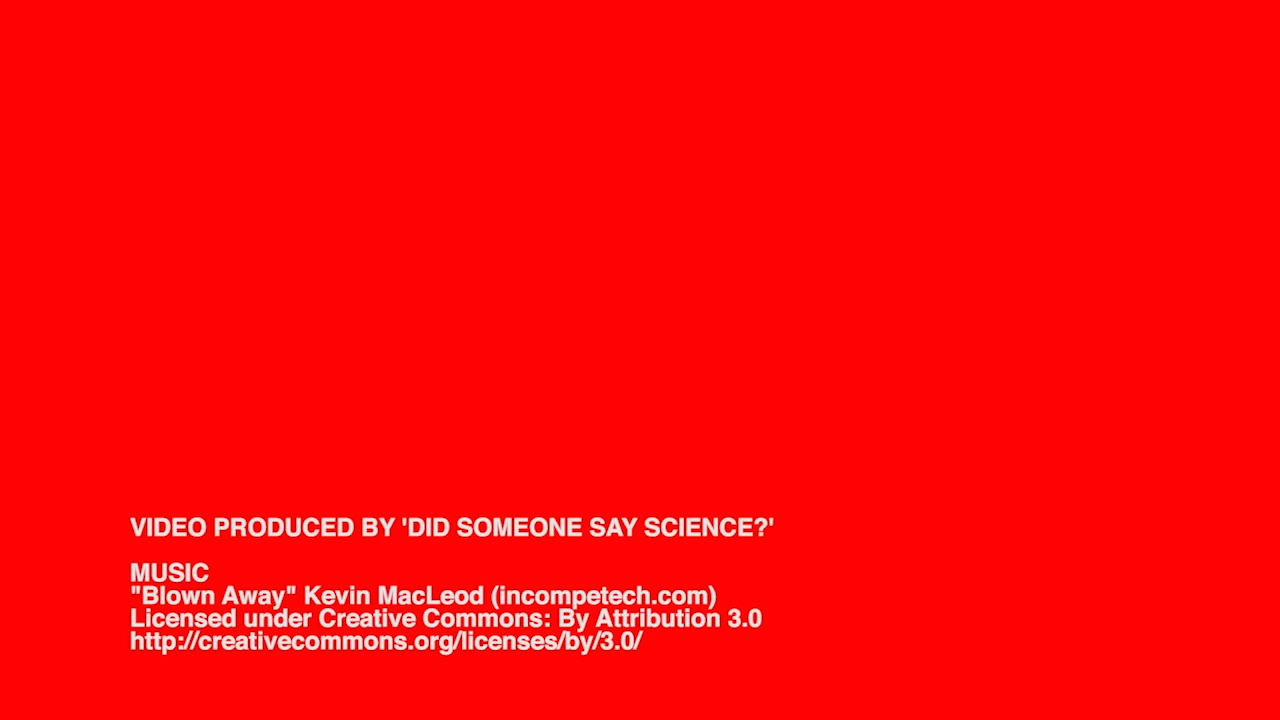 VIDEO PRODUCED BY 'DID SOMEONE SAY SCIENCE?'
MUSIC
"Blown Away" Kevin MacLeod (incompetech.com)
Licensed under Creative Commons: By Attribution 3.0
http://creativecommons.org/licenses/by/3.0/